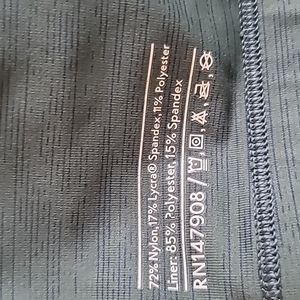 72% Nylon,17% Lycra® Spandex,11% Polyester
Liner: 85% Polyester,15% Spandex
RN147908 /